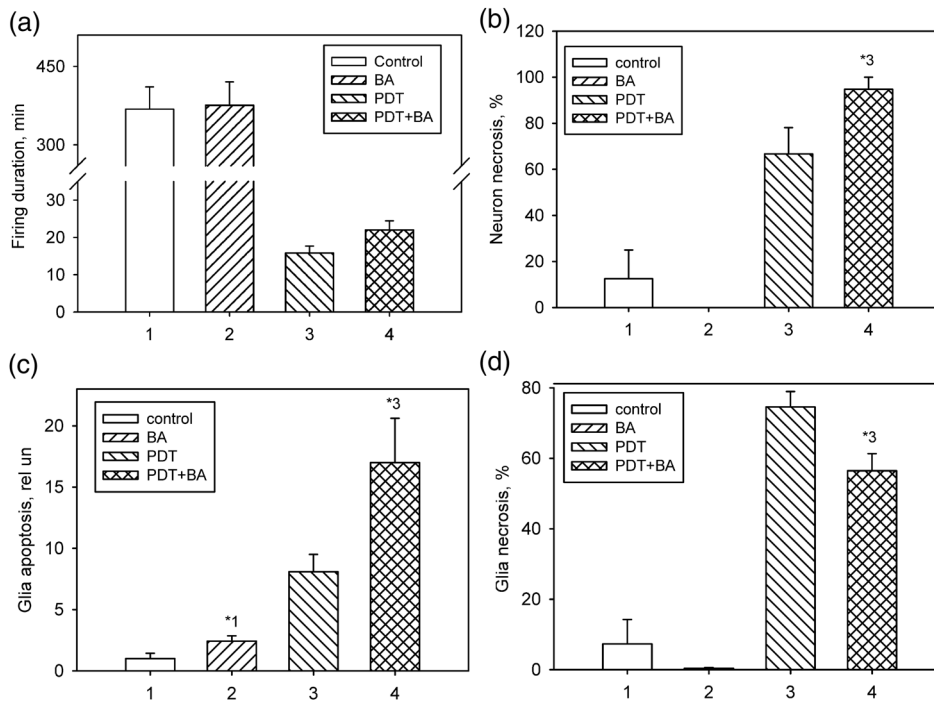 (a)
Firing duration, min
450
300
30
20
10
0
Control
BA
PDT
PDT+BA
1 2 3 4
(b)
Neuron necrosis, %
120
100
80
60
40
20
0
control
BA
PDT
PDT+BA
*3
1 2 3 4
(c)
Glia apoptosis, rel un
20
15
10
5
0
control
BA
PDT
PDT+BA
*1
*3
1 2 3 4
(d)
Glia necrosis, %
80
60
40
20
0
control
BA
PDT
PDT+BA
*3
1 2 3 4